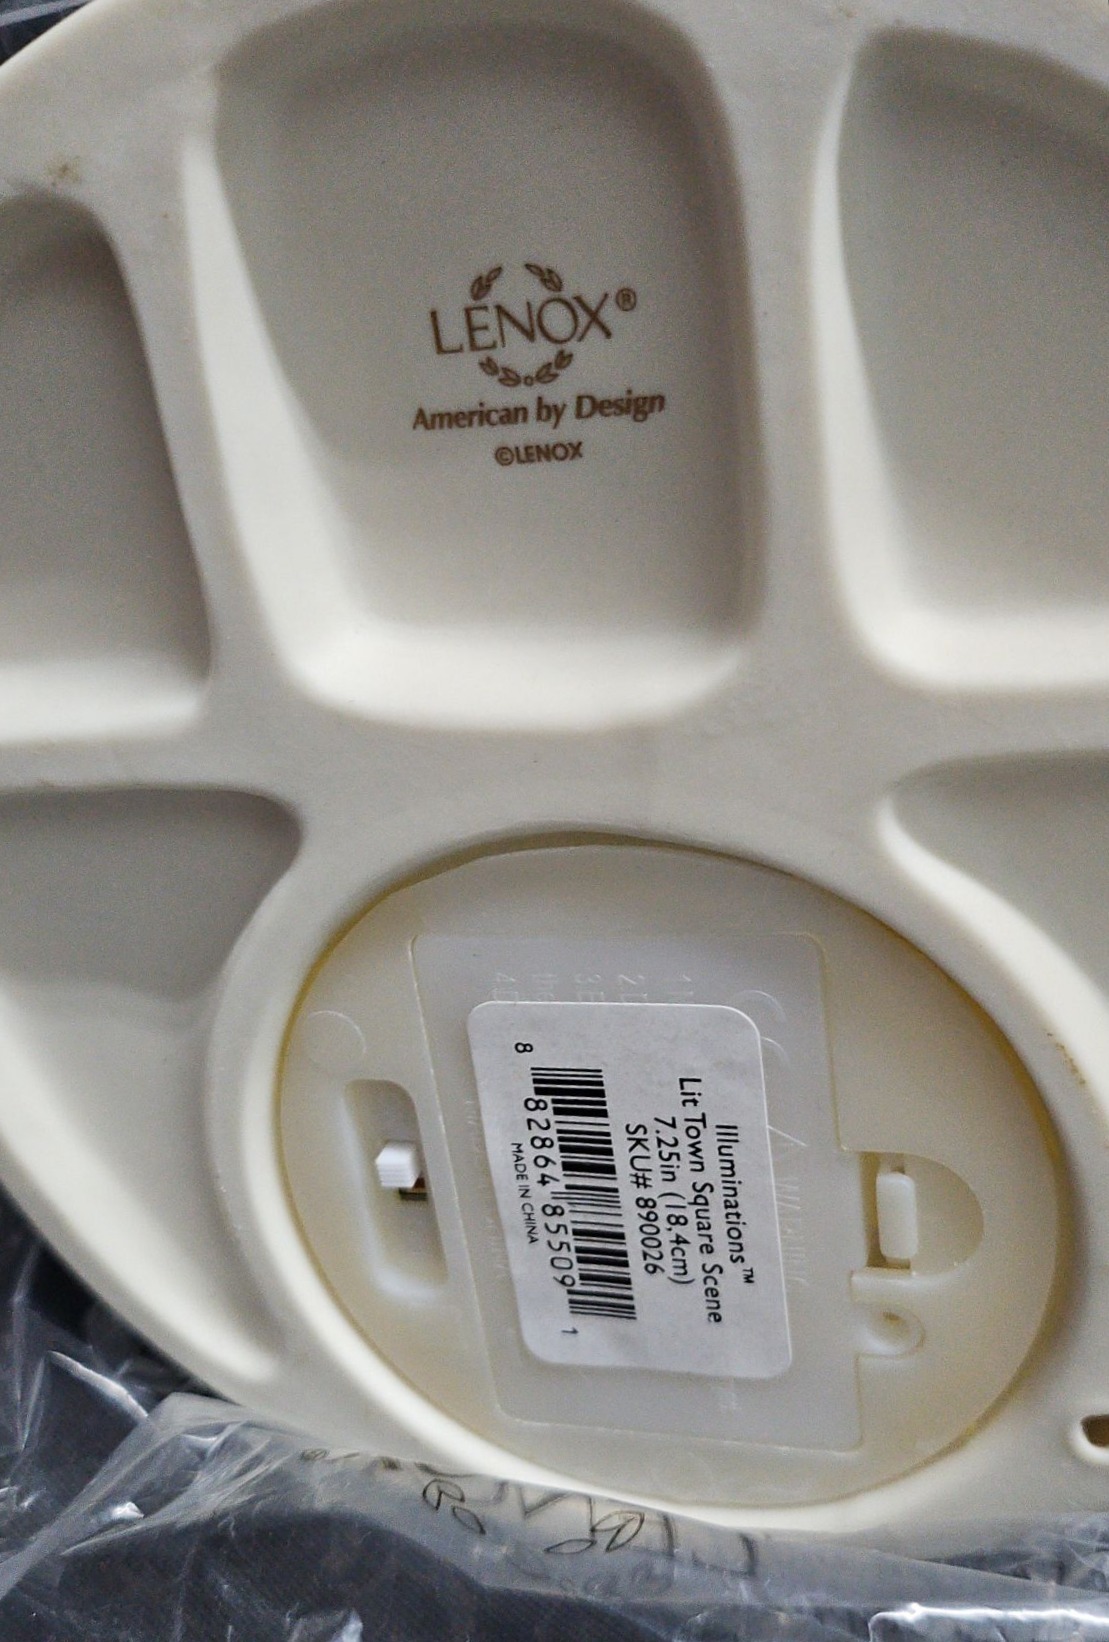 LENOX®
American by Design
©LENOX
Illuminations™
Lit Town Square Scene
7.25in (18.4cm)
SKU# 890026
8 82864 85509 1
MADE IN CHINA